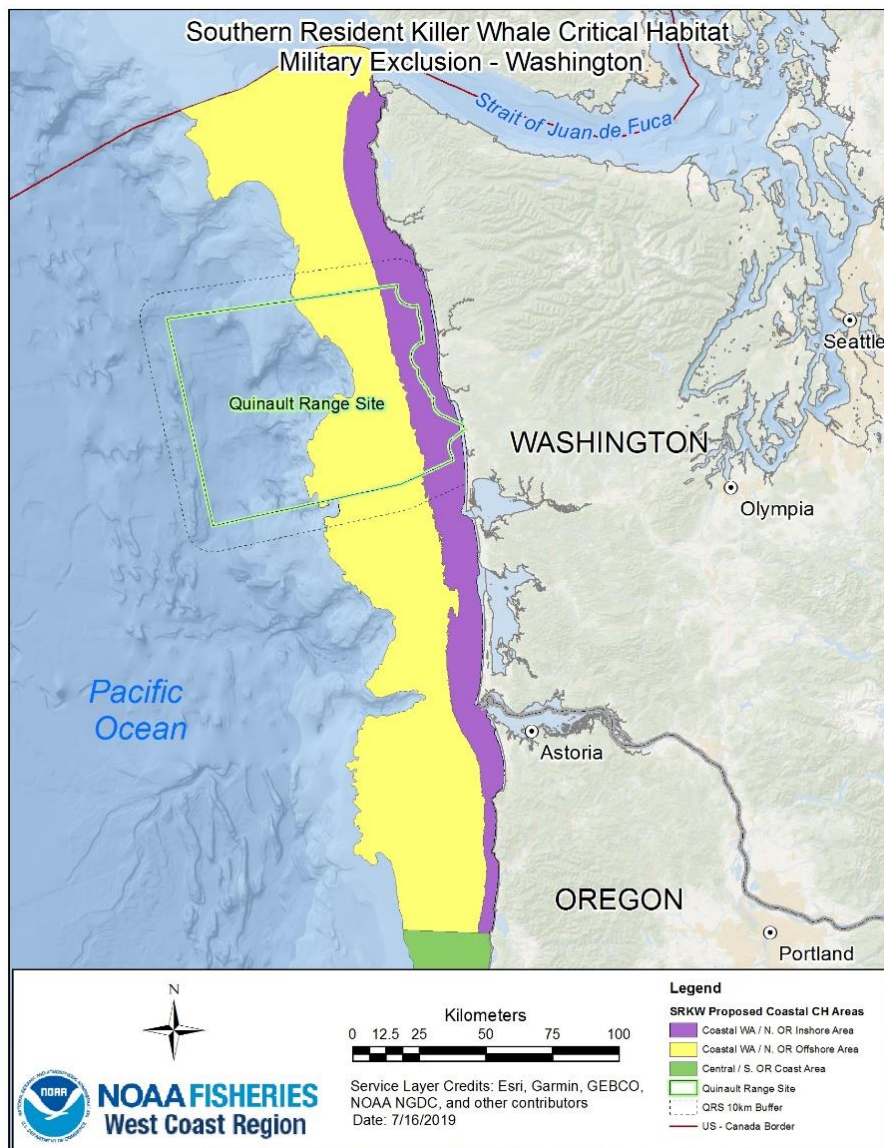 Southern Resident Killer Whale Critical Habitat
Military Exclusion - Washington
Strait of Juan de Fuca
Seattle
Quinault Range Site
WASHINGTON
Olympia
Pacific
Ocean
Astoria
OREGON
Portland
N
Kilometers
0 12.5 25 50 75 100
Service Layer Credits: Esri, Garmin, GEBCO,
NOAA NGDC, and other contributors
Date: 7/16/2019
NOAA
NOAA FISHERIES
West Coast Region
Legend
SRKW Proposed Coastal CH Areas
Coastal WA / N. OR Inshore Area
Coastal WA / N. OR Offshore Area
Central / S. OR Coast Area
Quinault Range Site
QRS 10km Buffer
US - Canada Border